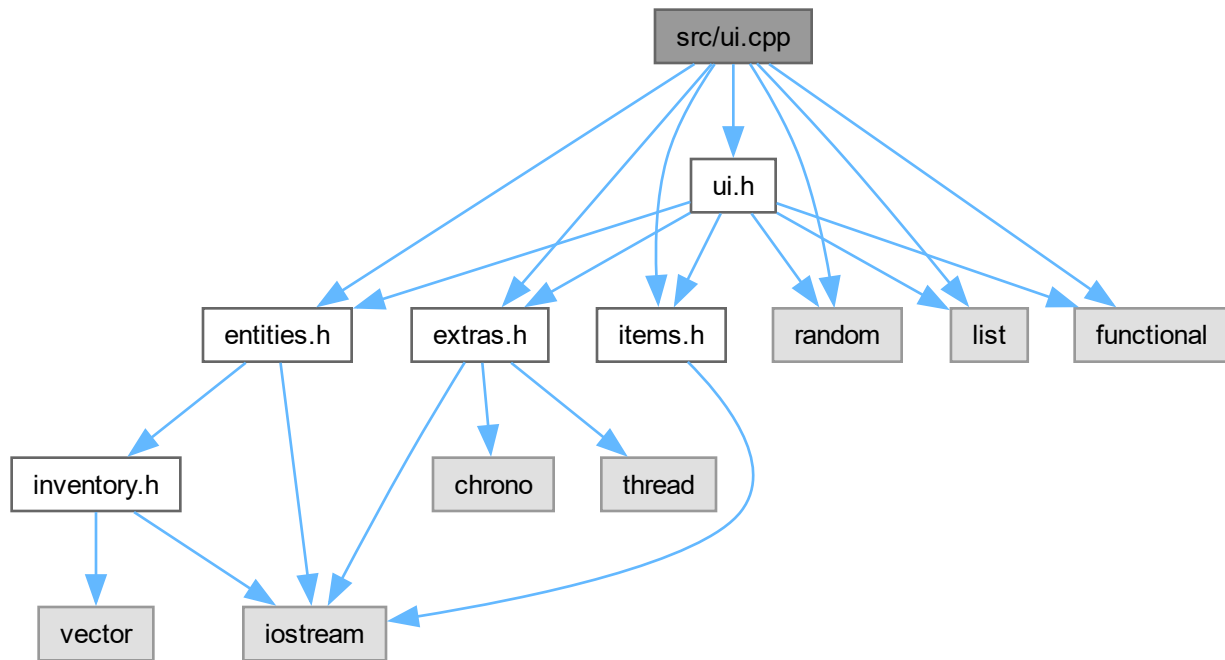 src/ui.cpp
ui.h
entities.h
extras.h
items.h
random
list
functional
inventory.h
chrono
thread
vector
iostream